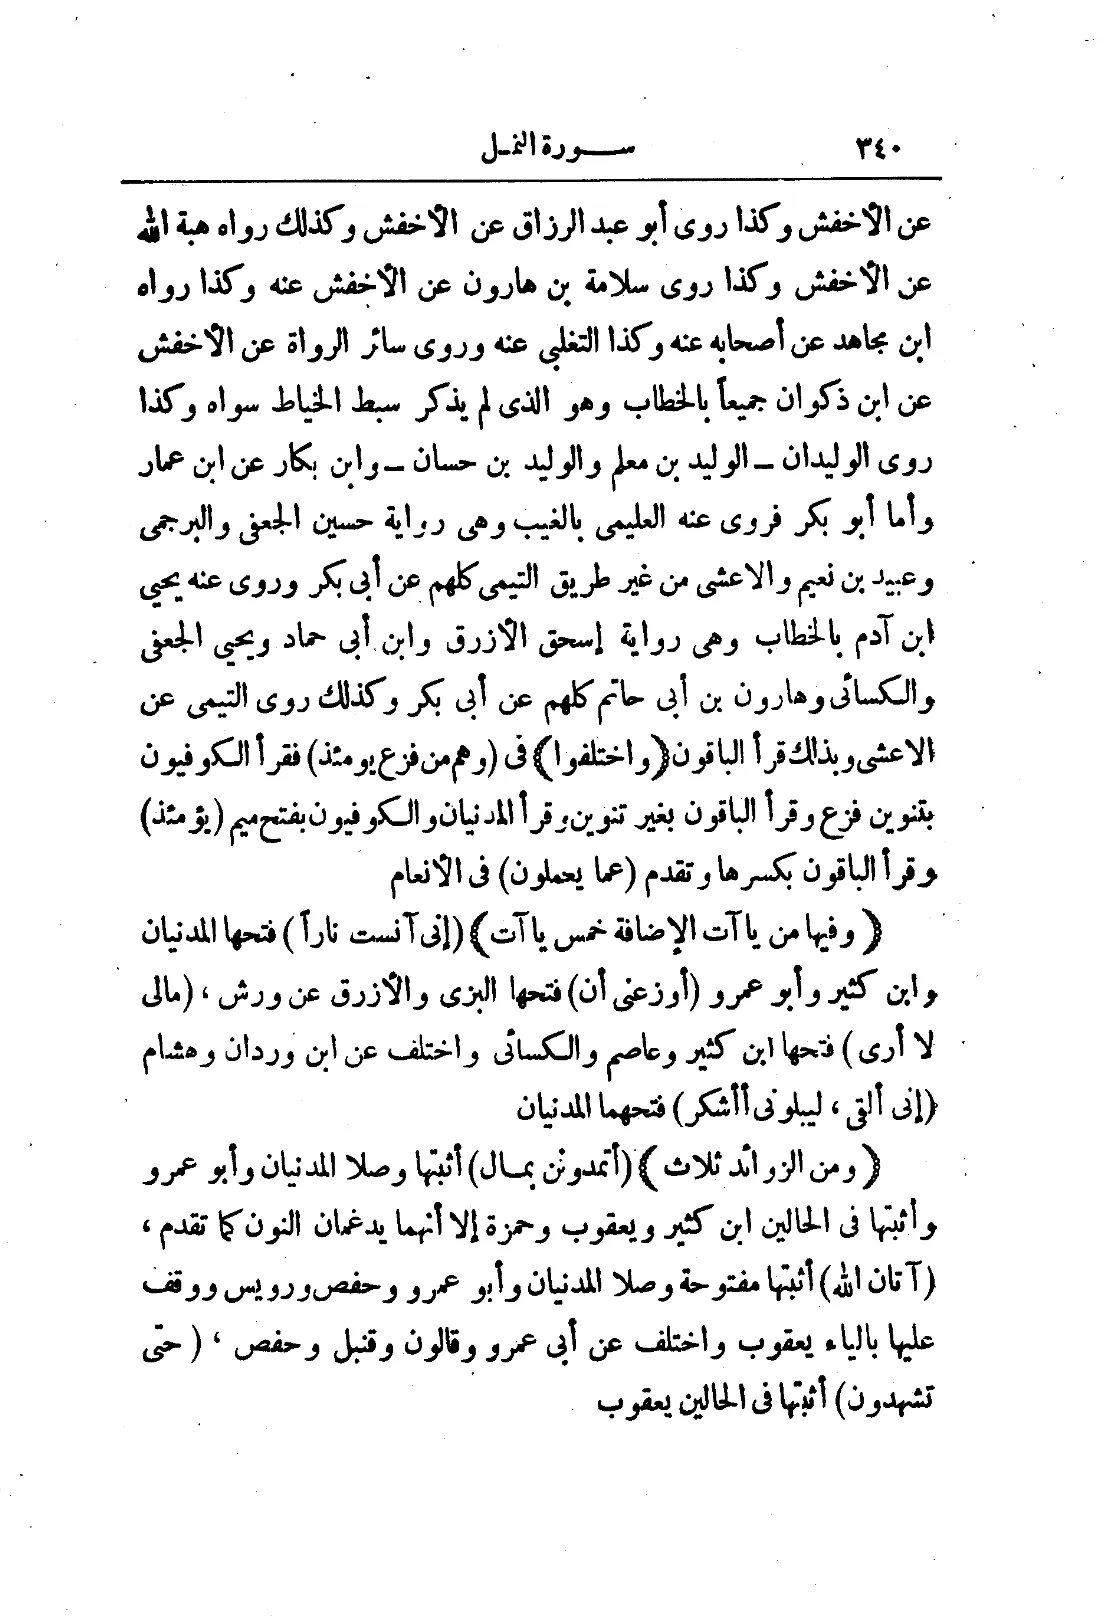 ٣٤٠ ســورة النمـل
عن الأخفش وكذا روى أبو عبد الرزاق عن الأخفش وكذلك رواه هبة الله
عن الأخفش وكذا روى سلامة بن هارون عن الأخفش عنه وكذا رواه
ابن مجاهد عن أصحابه عنه وكذا التغلبي عنه وروى سائر الرواة عن الاخفش
عن ابن ذكوان جميعاً بالخطاب وهو الذى لم يذكر سبط الخياط سواه وكذا
روى الوليدان ــ الوليد بن معلم والوليد بن حسان ــ وابن بكار عن ابن عمار
وأما أبو بكر فروى عنه العليمى بالغيب وهى رواية حسين الجعفى والبرجمى
وعبيد بن نعيم والاعشى من غير طريق التيمى كلهم عن أبى بكر وروى عنه يحيى
ابن آدم بالخطاب وهى رواية إسحق الأزرق وابن أبى حماد ويحيى الجعفى
والكسائى وهارون بن أبى حاتم كلهم عن أبى بكر وكذلك روى التيمى عن
الاعشى وبذلك قرأ الباقون ﴿واختلفوا﴾ فى (وهم من فزع يومئذ) فقرأ الكوفيون
بتنوين فزع وقرأ الباقون بغير تنوين وقرأ المدنيان والكوفيون بفتح ميم (يؤمئذ)
وقرأ الباقون بكسرها وتقدم (عما يعملون) فى الأنعام
﴿وفيها من ياآت الإضافة خمس ياآت﴾ (إنى آنست ناراً) فتحها المدنيان
وابن كثير وأبو عمرو (أوزعنى أن) فتحها البزى والأزرق عن ورش ، (مالى
لا أرى) فتحها ابن كثير وعاصم والكسائى واختلف عن ابن وردان وهشام
(إنى ألقى ، ليبلونى أأشكر) فتحهما المدنيان
﴿ومن الزوائد ثلاث﴾ (أتمدونن بمـال) أثبتها وصلا المدنيان وأبو عمرو
وأثبتها فى الحالين ابن كثير ويعقوب وحمزة إلا أنهما يدغمان النون كما تقدم ،
(آتان الله) أثبتها مفتوحة وصلا المدنيان وأبو عمرو وحفص ورويس ووقف
عليها بالياء يعقوب واختلف عن أبى عمرو وقالون وقنبل وحفص ، (حتى
تشهدون) أثبتها فى الحالين يعقوب